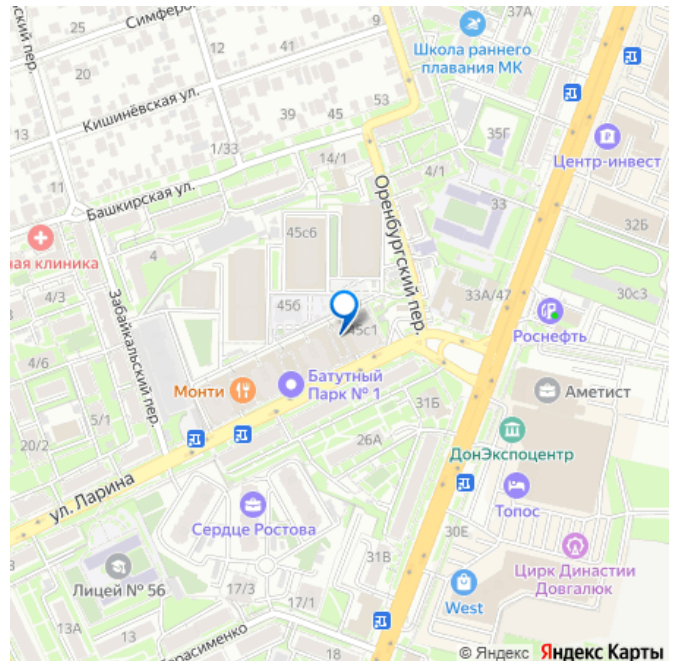 37А
Симферо
9
Школа раннего
плавания МК
ский пер.
12
41
20
Кишинёвская ул.
53
39
45
13
35Г
Центр-инвест
1/33
14/1
4/1
11
Оренбургский пер.
Башкирская ул.
33
32Б
45с6
ная клиника
4
4/3
Забайкальский пер.
45б
33А/47
30с3
45с1
Роснефть
4/6
Монти
Батутный
Парк № 1
Аметист
5/1
31Б
20/2
26А
ДонЭкспоцентр
ул. Ларина
Топос
Сердце Ростова
30Е
31В
Цирк Династии
Довгалюк
Лицей № 56
17/3
West
17/1
13А
13
расименко
18
© Яндекс Яндекс Карты